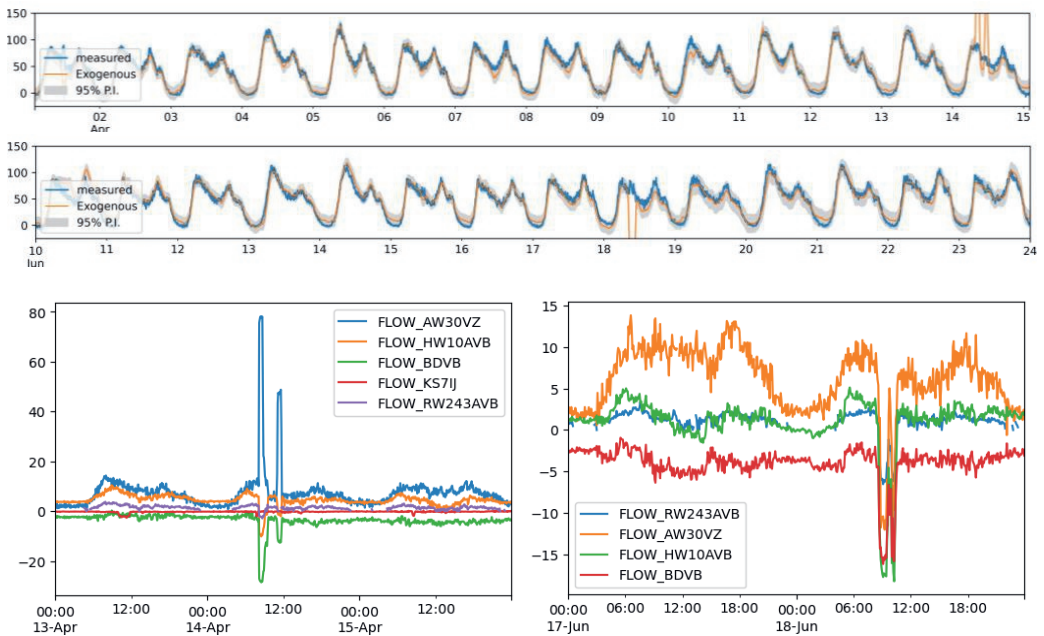 150
100
50
0
measured
Exogenous
95% P.I.
02 03 04 05 06 07 08 09 10 11 12 13 14 15
Apr
150
100
50
0
measured
Exogenous
95% P.I.
10 11 12 13 14 15 16 17 18 19 20 21 22 23 24
Jun
80
60
40
20
0
−20
FLOW_AW30VZ
FLOW_HW10AVB
FLOW_BDVB
FLOW_KS7IJ
FLOW_RW243AVB
00:00 12:00 00:00 12:00 00:00 12:00
13-Apr 14-Apr 15-Apr
15
10
5
0
−5
−10
−15
FLOW_RW243AVB
FLOW_AW30VZ
FLOW_HW10AVB
FLOW_BDVB
00:00 06:00 12:00 18:00 00:00 06:00 12:00 18:00
17-Jun 18-Jun